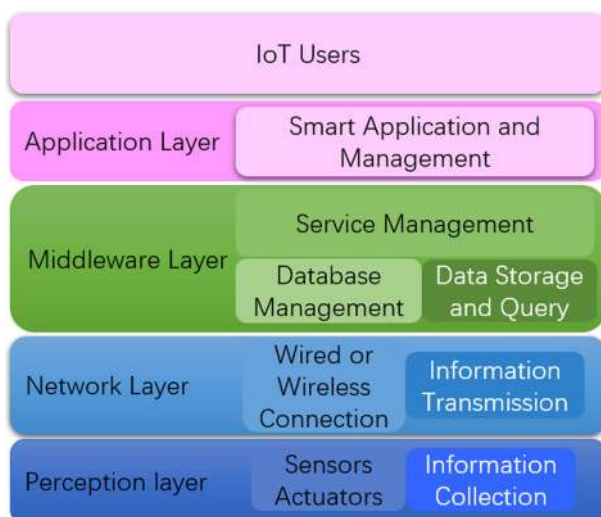 IoT Users
Application Layer
Smart Application and
Management
Middleware Layer
Service Management
Database
Management
Data Storage
and Query
Network Layer
Wired or
Wireless
Connection
Information
Transmission
Perception layer
Sensors
Actuators
Information
Collection